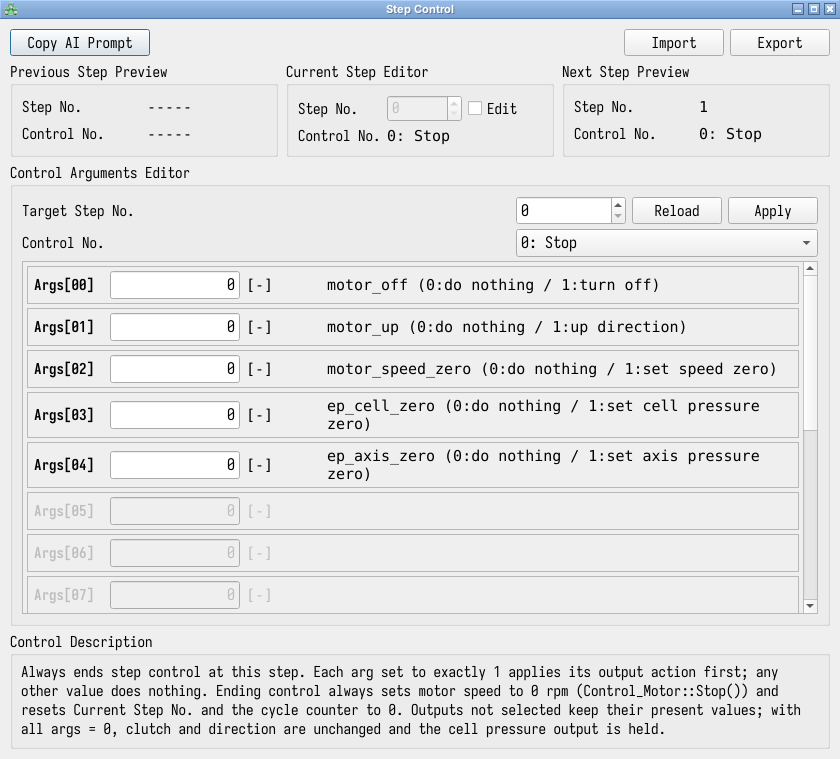 Step Control
Copy AI Prompt
Import
Export
Previous Step Preview
Current Step Editor
Next Step Preview
Step No. -----
Control No. -----
Step No. 0 Edit
Control No. 0: Stop
Step No. 1
Control No. 0: Stop
Control Arguments Editor
Target Step No. 0 Reload Apply
Control No. 0: Stop
Args[00] 0 [-] motor_off (0:do nothing / 1:turn off)
Args[01] 0 [-] motor_up (0:do nothing / 1:up direction)
Args[02] 0 [-] motor_speed_zero (0:do nothing / 1:set speed zero)
Args[03] 0 [-] ep_cell_zero (0:do nothing / 1:set cell pressure
zero)
Args[04] 0 [-] ep_axis_zero (0:do nothing / 1:set axis pressure
zero)
Args[05] 0 [-]
Args[06] 0 [-]
Args[07] 0 [-]
Control Description
Always ends step control at this step. Each arg set to exactly 1 applies its output action first; any
other value does nothing. Ending control always sets motor speed to 0 rpm (Control_Motor::Stop()) and
resets Current Step No. and the cycle counter to 0. Outputs not selected keep their present values; with
all args = 0, clutch and direction are unchanged and the cell pressure output is held.